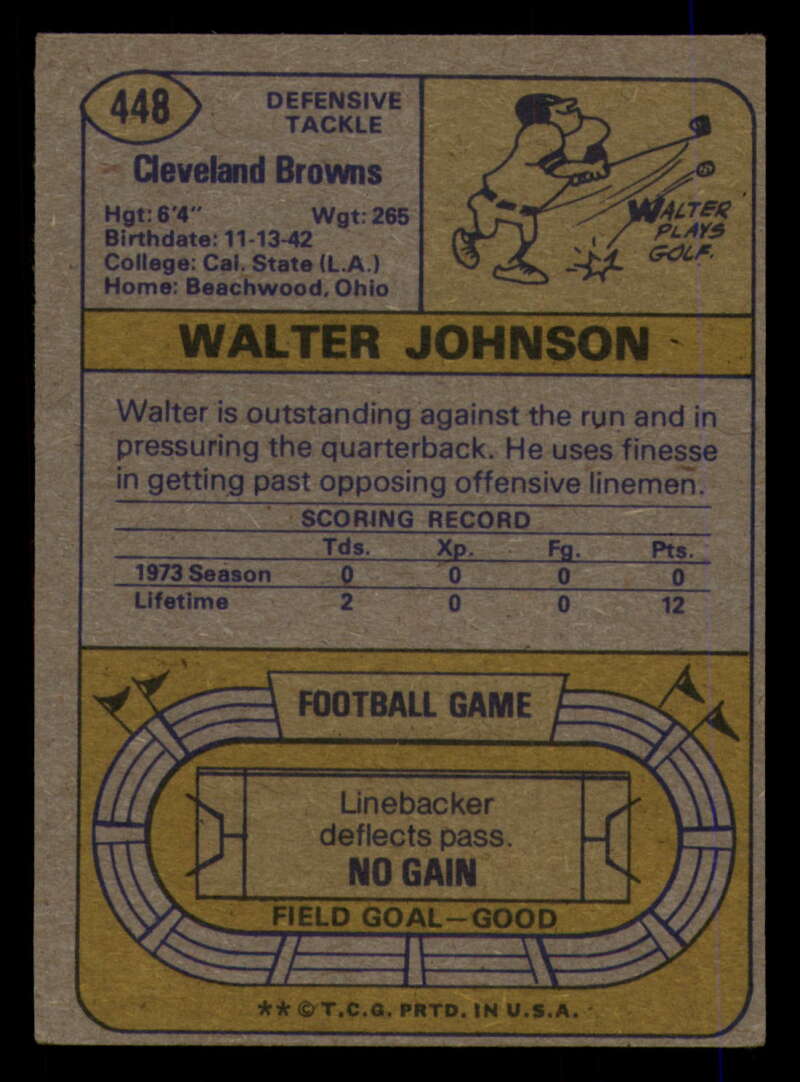 448
DEFENSIVE
TACKLE
Cleveland Browns
Hgt: 6'4" Wgt: 265
Birthdate: 11-13-42
College: Cal. State (L.A.)
Home: Beachwood, Ohio
WALTER
PLAYS
GOLF.
WALTER JOHNSON
Walter is outstanding against the run and in
pressuring the quarterback. He uses finesse
in getting past opposing offensive linemen.
SCORING RECORD
Tds. Xp. Fg. Pts.
1973 Season 0 0 0 0
Lifetime 2 0 0 12
FOOTBALL GAME
Linebacker
deflects pass.
NO GAIN
FIELD GOAL—GOOD
** © T.C.G. PRTD. IN U.S.A.